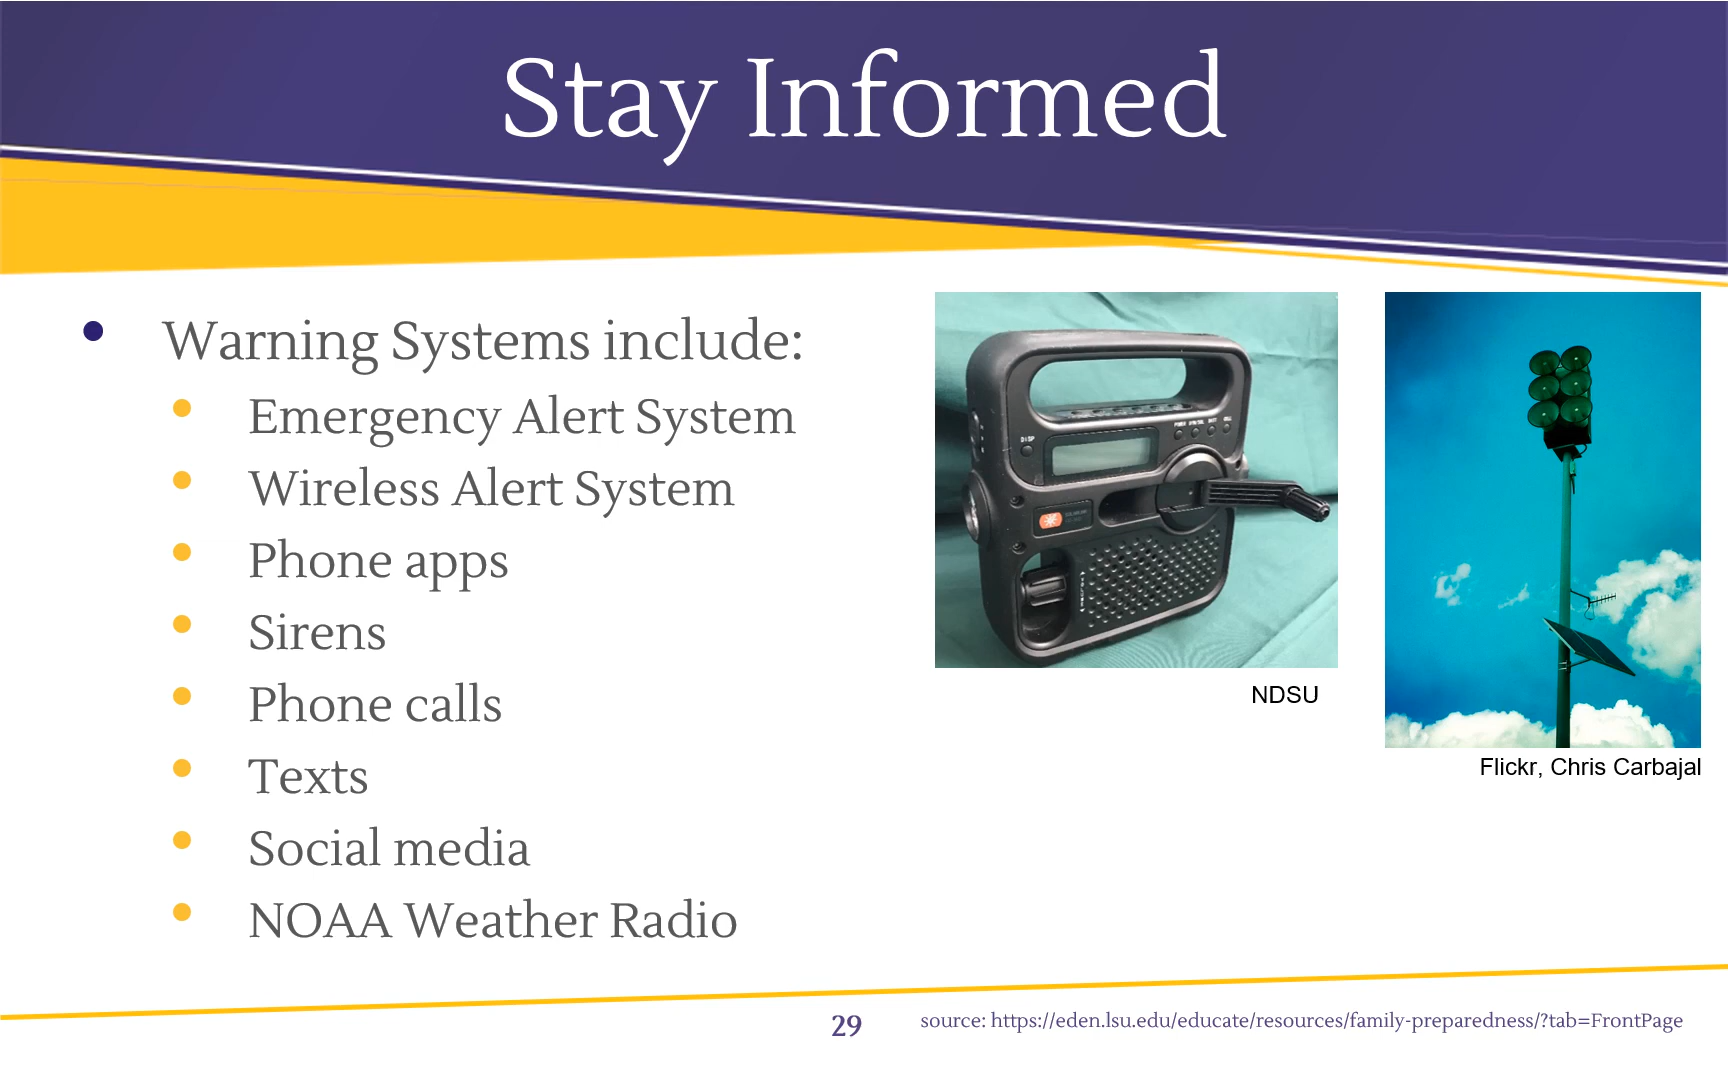 Stay Informed
Warning Systems include:
Emergency Alert System
Wireless Alert System
Phone apps
Sirens
Phone calls
Texts
Social media
NOAA Weather Radio
DISP
NDSU
Flickr, Chris Carbajal
29
source: https://eden.lsu.edu/educate/resources/family-preparedness/?tab=FrontPage